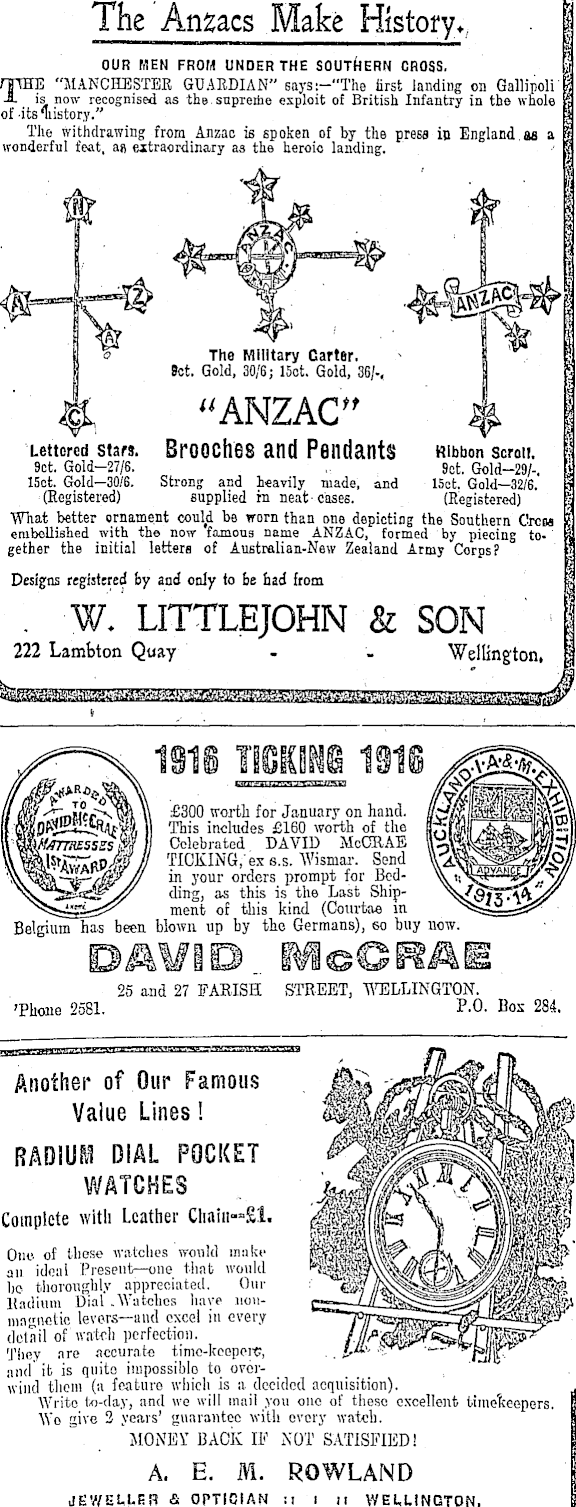 The Anzacs Make History.
OUR MEN FROM UNDER THE SOUTHERN CROSS.
THE "MANCHESTER GUARDIAN" says:—"The first landing on Gallipoli
is now recognised as the supreme exploit of British Infantry in the whole
of its history."
The withdrawing from Anzac is spoken of by the press in England as a
wonderful feat, as extraordinary as the heroic landing.
N
A Z
A
C
ANZAC
ANZAC
The Military Garter.
9ct. Gold, 30/6; 15ct. Gold, 36/-.
"ANZAC"
Brooches and Pendants
Strong and heavily made, and
supplied in neat cases.
Lettered Stars.
9ct. Gold—27/6.
15ct. Gold—30/6.
(Registered)
Ribbon Scroll.
9ct. Gold—29/-.
15ct. Gold—32/6.
(Registered)
What better ornament could be worn than one depicting the Southern Cross
embellished with the now famous name ANZAC, formed by piecing to-
gether the initial letters of Australian-New Zealand Army Corps?
Designs registered by and only to be had from
W. LITTLEJOHN & SON
222 Lambton Quay - - Wellington.
1916 TICKING 1916
AWARDED
TO
DAVID McCRAE
MATTRESSES
1ST AWARD
AUCKLAND·I·A·&·M·EXHIBITION
ADVANCE
1913·14
£300 worth for January on hand.
This includes £160 worth of the
Celebrated DAVID McCRAE
TICKING, ex s.s. Wismar. Send
in your orders prompt for Bed-
ding, as this is the Last Ship-
ment of this kind (Courtae in
Belgium has been blown up by the Germans), so buy now.
DAVID McCRAE
25 and 27 FARISH STREET, WELLINGTON.
'Phone 2581. P.O. Box 284.
Another of Our Famous
Value Lines!
RADIUM DIAL POCKET
WATCHES
Complete with Leather Chain--£1.
One of these watches would make
an ideal Present—one that would
be thoroughly appreciated. Our
Radium Dial Watches have non-
magnetic levers—and excel in every
detail of watch perfection.
They are accurate time-keepers,
and it is quite impossible to over-
wind them (a feature which is a decided acquisition).
Write to-day, and we will mail you one of these excellent timekeepers.
We give 2 years' guarantee with every watch.
MONEY BACK IF NOT SATISFIED!
A. E. M. ROWLAND
JEWELLER & OPTICIAN :: : :: WELLINGTON.